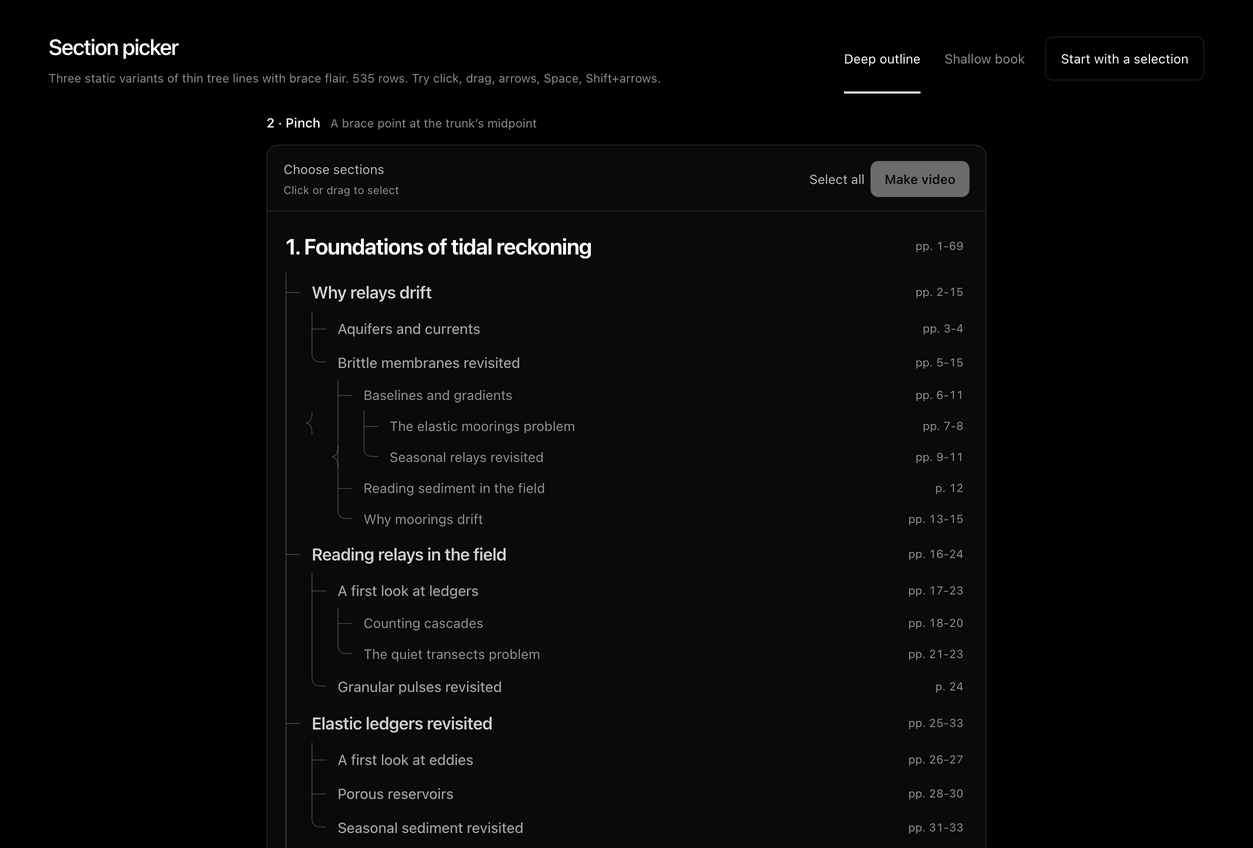 Section picker
Three static variants of thin tree lines with brace flair. 535 rows. Try click, drag, arrows, Space, Shift+arrows.
Deep outline
Shallow book
Start with a selection
2 · Pinch A brace point at the trunk's midpoint
Choose sections
Click or drag to select
Select all
Make video
1. Foundations of tidal reckoning pp. 1-69
Why relays drift pp. 2-15
Aquifers and currents pp. 3-4
Brittle membranes revisited pp. 5-15
Baselines and gradients pp. 6-11
The elastic moorings problem pp. 7-8
Seasonal relays revisited pp. 9-11
Reading sediment in the field p. 12
Why moorings drift pp. 13-15
Reading relays in the field pp. 16-24
A first look at ledgers pp. 17-23
Counting cascades pp. 18-20
The quiet transects problem pp. 21-23
Granular pulses revisited p. 24
Elastic ledgers revisited pp. 25-33
A first look at eddies pp. 26-27
Porous reservoirs pp. 28-30
Seasonal sediment revisited pp. 31-33